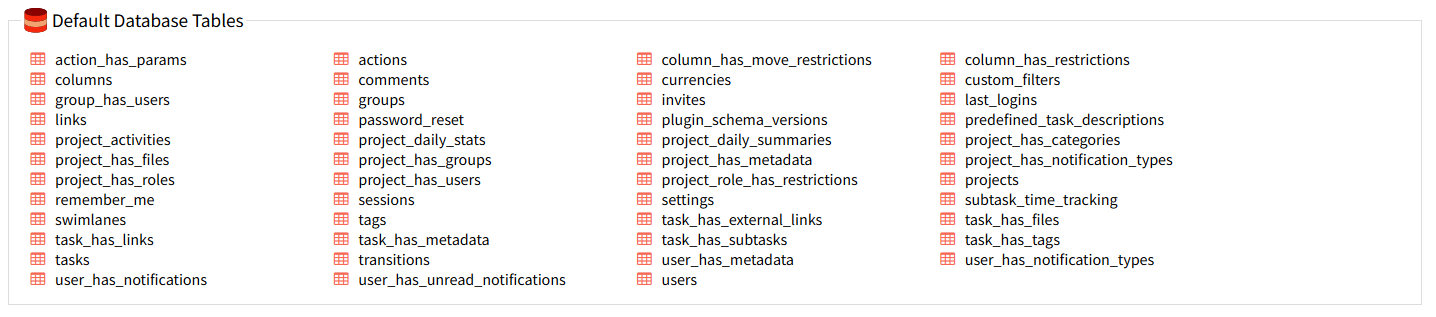 Default Database Tables
action_has_params actions column_has_move_restrictions column_has_restrictions
columns comments currencies custom_filters
group_has_users groups invites last_logins
links password_reset plugin_schema_versions predefined_task_descriptions
project_activities project_daily_stats project_daily_summaries project_has_categories
project_has_files project_has_groups project_has_metadata project_has_notification_types
project_has_roles project_has_users project_role_has_restrictions projects
remember_me sessions settings subtask_time_tracking
swimlanes tags task_has_external_links task_has_files
task_has_links task_has_metadata task_has_subtasks task_has_tags
tasks transitions user_has_metadata user_has_notification_types
user_has_notifications user_has_unread_notifications users